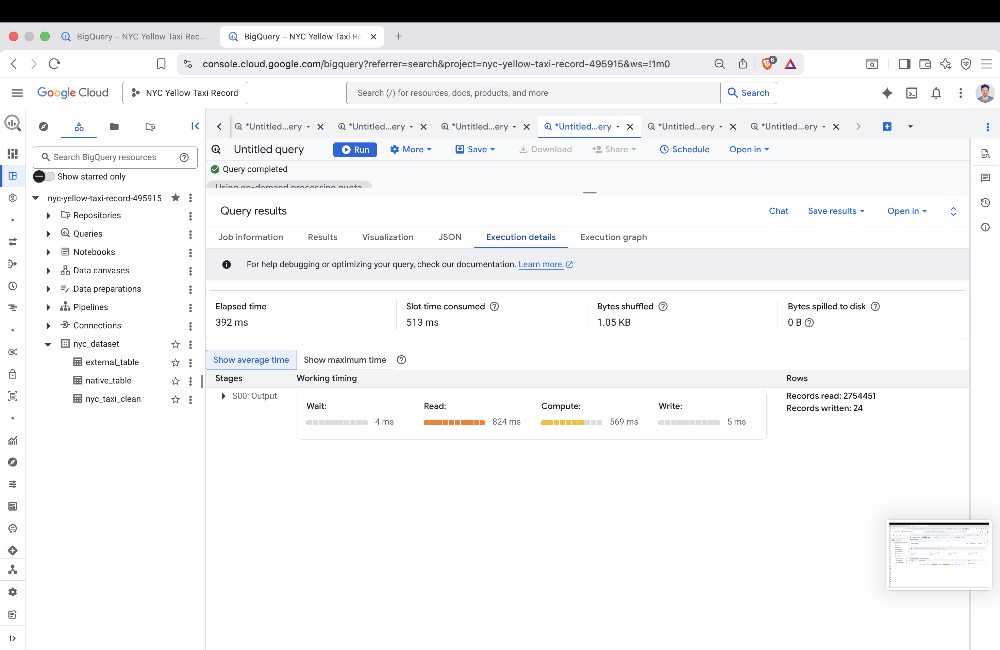 BigQuery – NYC Yellow Taxi Rec...
BigQuery – NYC Yellow Taxi Re
console.cloud.google.com/bigquery?referrer=search&project=nyc-yellow-taxi-record-495915&ws=!1m0
6
Google Cloud
NYC Yellow Taxi Record
Search (/) for resources, docs, products, and more
Search
*Untitled...ery
*Untitled...ery
*Untitled...ery
*Untitled...ery
*Untitled...ery
*Untitled...ery
Untitled query
Run
More
Save
Download
Share
Schedule
Open in
Search BigQuery resources
Show starred only
nyc-yellow-taxi-record-495915
Repositories
Queries
Notebooks
Data canvases
Data preparations
Pipelines
Connections
nyc_dataset
external_table
native_table
nyc_taxi_clean
Query completed
Using on-demand processing quota
Query results
Chat
Save results
Open in
Job information
Results
Visualization
JSON
Execution details
Execution graph
For help debugging or optimizing your query, check our documentation. Learn more.
Elapsed time
392 ms
Slot time consumed
513 ms
Bytes shuffled
1.05 KB
Bytes spilled to disk
0 B
Show average time
Show maximum time
Stages
Working timing
Rows
S00: Output
Wait:
4 ms
Read:
824 ms
Compute:
569 ms
Write:
5 ms
Records read: 2754451
Records written: 24